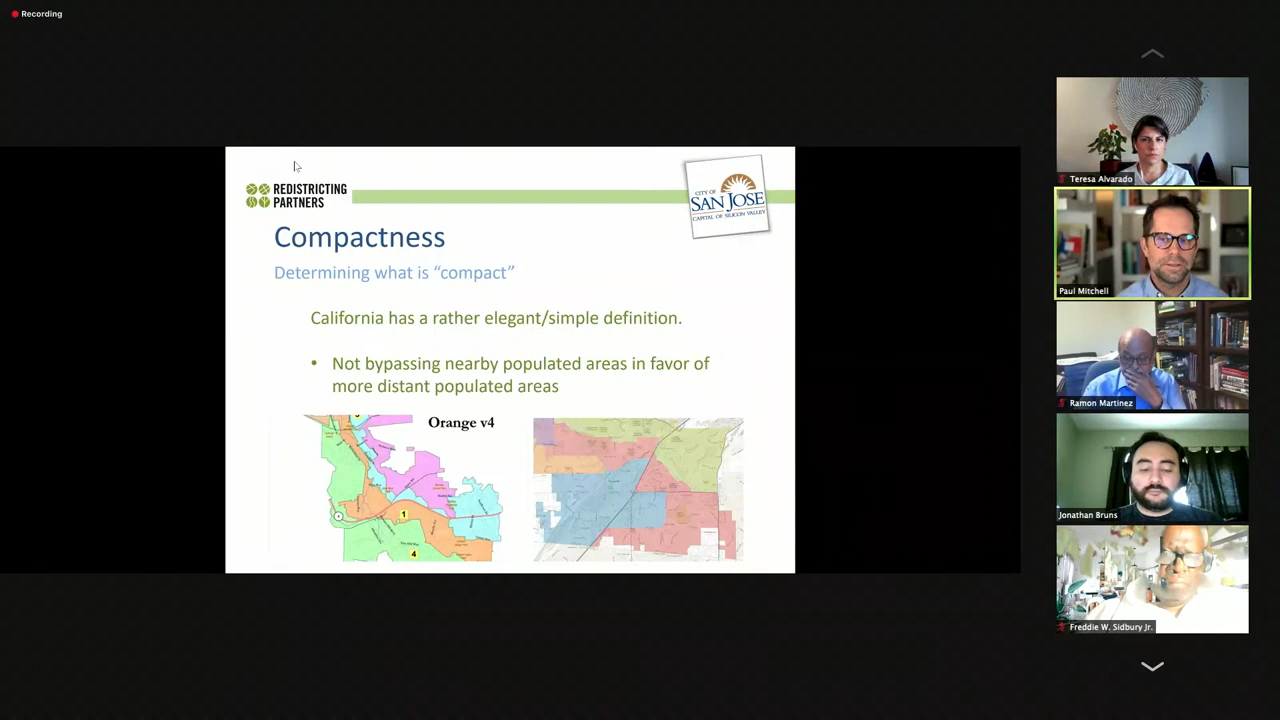 Recording
REDISTRICTING
PARTNERS
CITY OF
SAN JOSE
CAPITAL OF SILICON VALLEY
Compactness
Determining what is “compact”
California has a rather elegant/simple definition.
• Not bypassing nearby populated areas in favor of
more distant populated areas
Orange v4
1
4
Teresa Alvarado
Paul Mitchell
Ramon Martinez
Jonathan Bruns
Freddie W. Sidbury Jr.